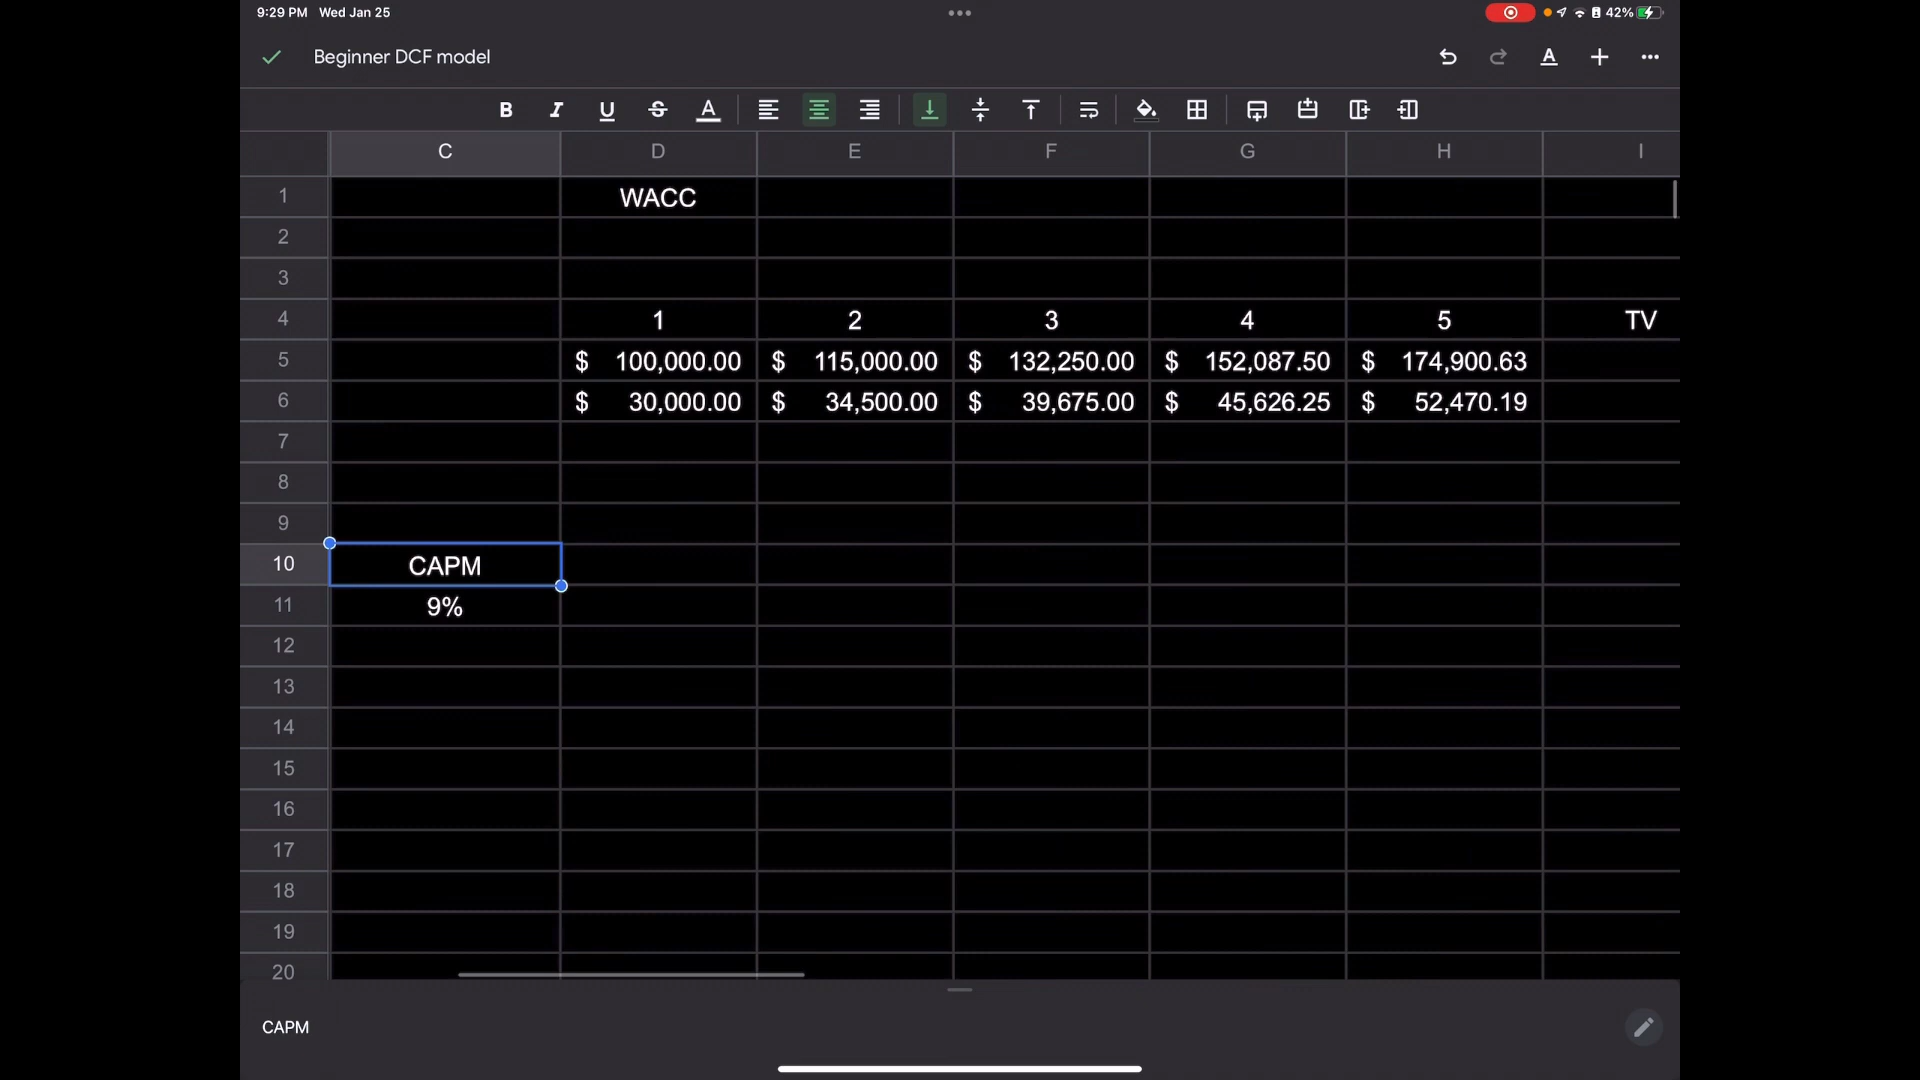 9:29 PM Wed Jan 25 42%
Beginner DCF model
B I U S A
C D E F G H I
1 WACC
2
3
4 1 2 3 4 5 TV
5 $ 100,000.00 $ 115,000.00 $ 132,250.00 $ 152,087.50 $ 174,900.63
6 $ 30,000.00 $ 34,500.00 $ 39,675.00 $ 45,626.25 $ 52,470.19
7
8
9
10 CAPM
11 9%
12
13
14
15
16
17
18
19
20
CAPM